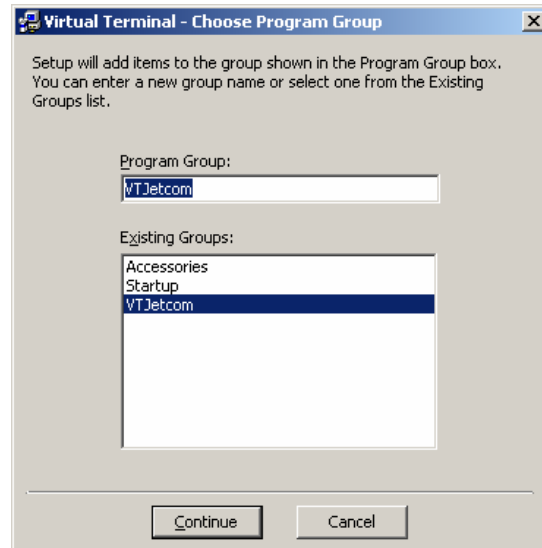 Virtual Terminal - Choose Program Group
Setup will add items to the group shown in the Program Group box.
You can enter a new group name or select one from the Existing
Groups list.
Program Group:
VTJetcom
Existing Groups:
Accessories
Startup
VTJetcom
Continue
Cancel